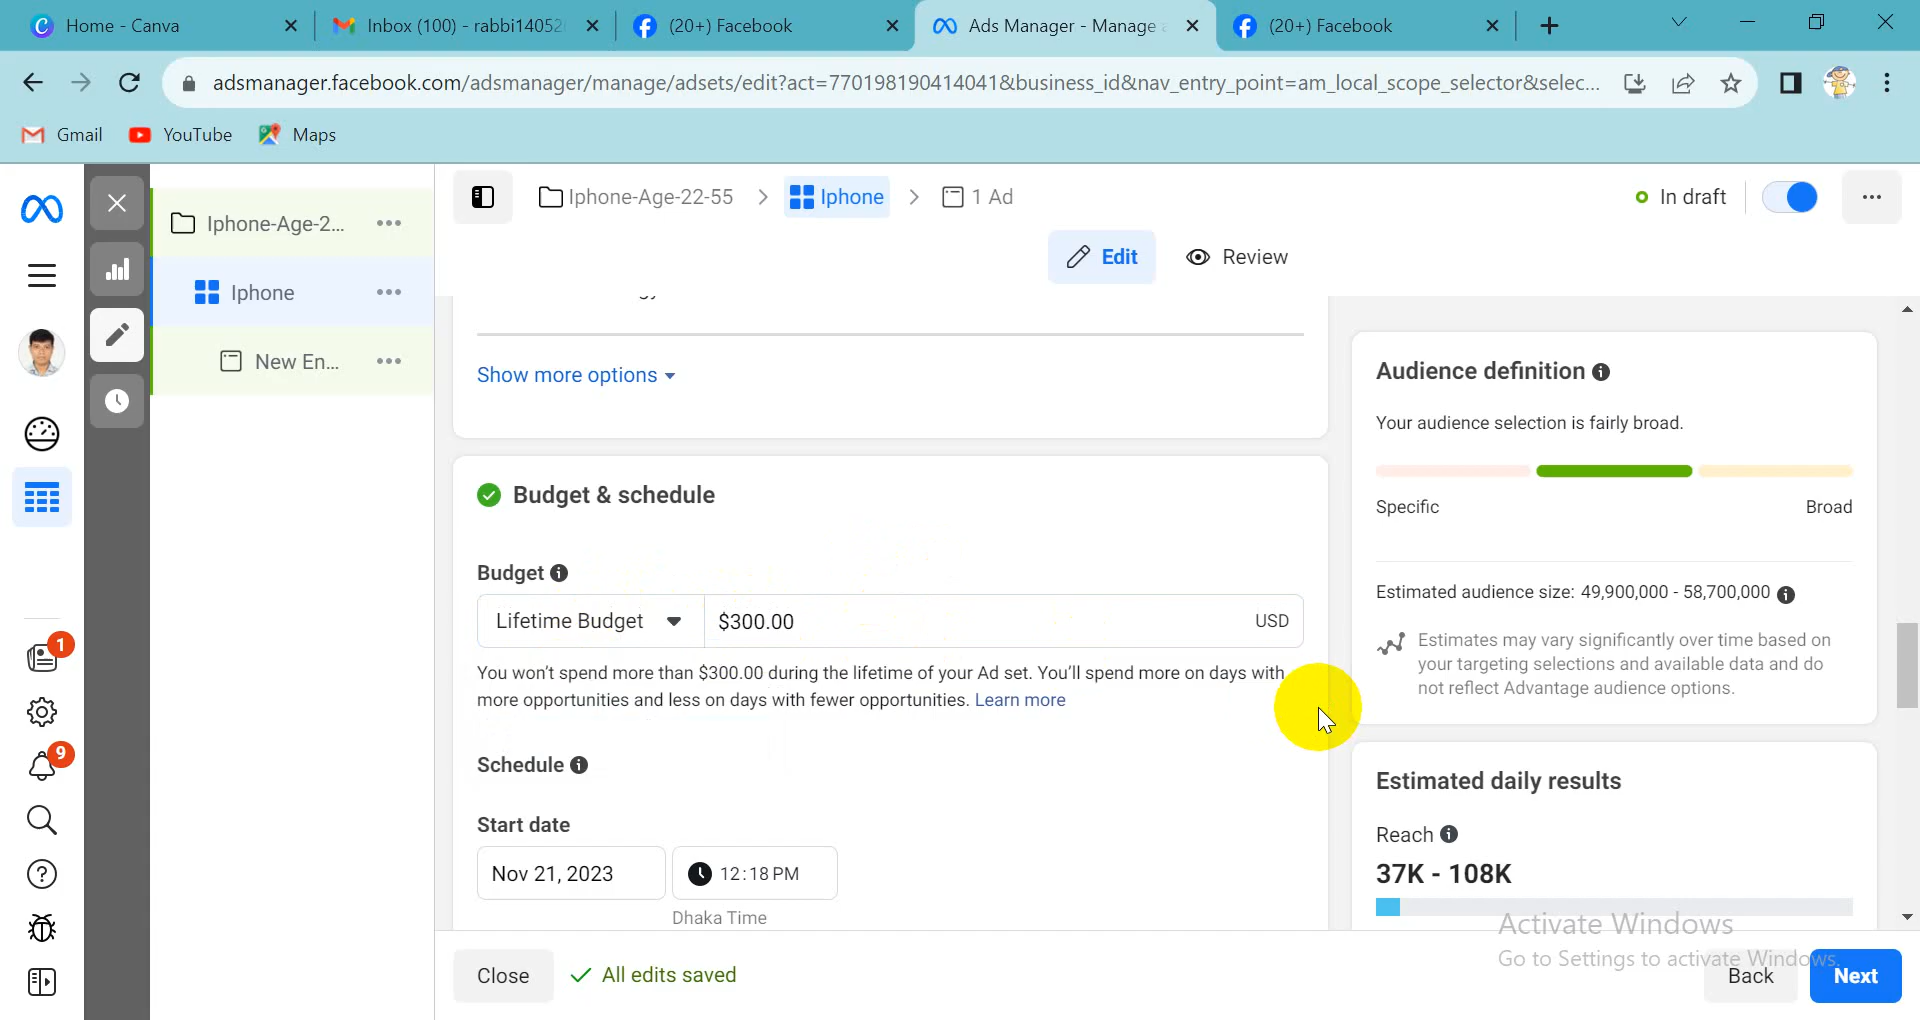 Home - Canva
Inbox (100) - rabbi14052
(20+) Facebook
Ads Manager - Manage a
(20+) Facebook
adsmanager.facebook.com/adsmanager/manage/adsets/edit?act=770198190414041&business_id&nav_entry_point=am_local_scope_selector&selec...
Gmail
YouTube
Maps
Iphone-Age-2...
Iphone
New En...
1
9
Iphone-Age-22-55 > Iphone > 1 Ad
In draft
Edit
Review
Show more options
Budget & schedule
Budget
Lifetime Budget
$300.00
USD
You won't spend more than $300.00 during the lifetime of your Ad set. You'll spend more on days with
more opportunities and less on days with fewer opportunities. Learn more
Schedule
Start date
Nov 21, 2023
12:18 PM
Dhaka Time
Close
All edits saved
Audience definition
Your audience selection is fairly broad.
Specific
Broad
Estimated audience size: 49,900,000 - 58,700,000
Estimates may vary significantly over time based on
your targeting selections and available data and do
not reflect Advantage audience options.
Estimated daily results
Reach
37K - 108K
Activate Windows
Go to Settings to activate Windows.
Back
Next